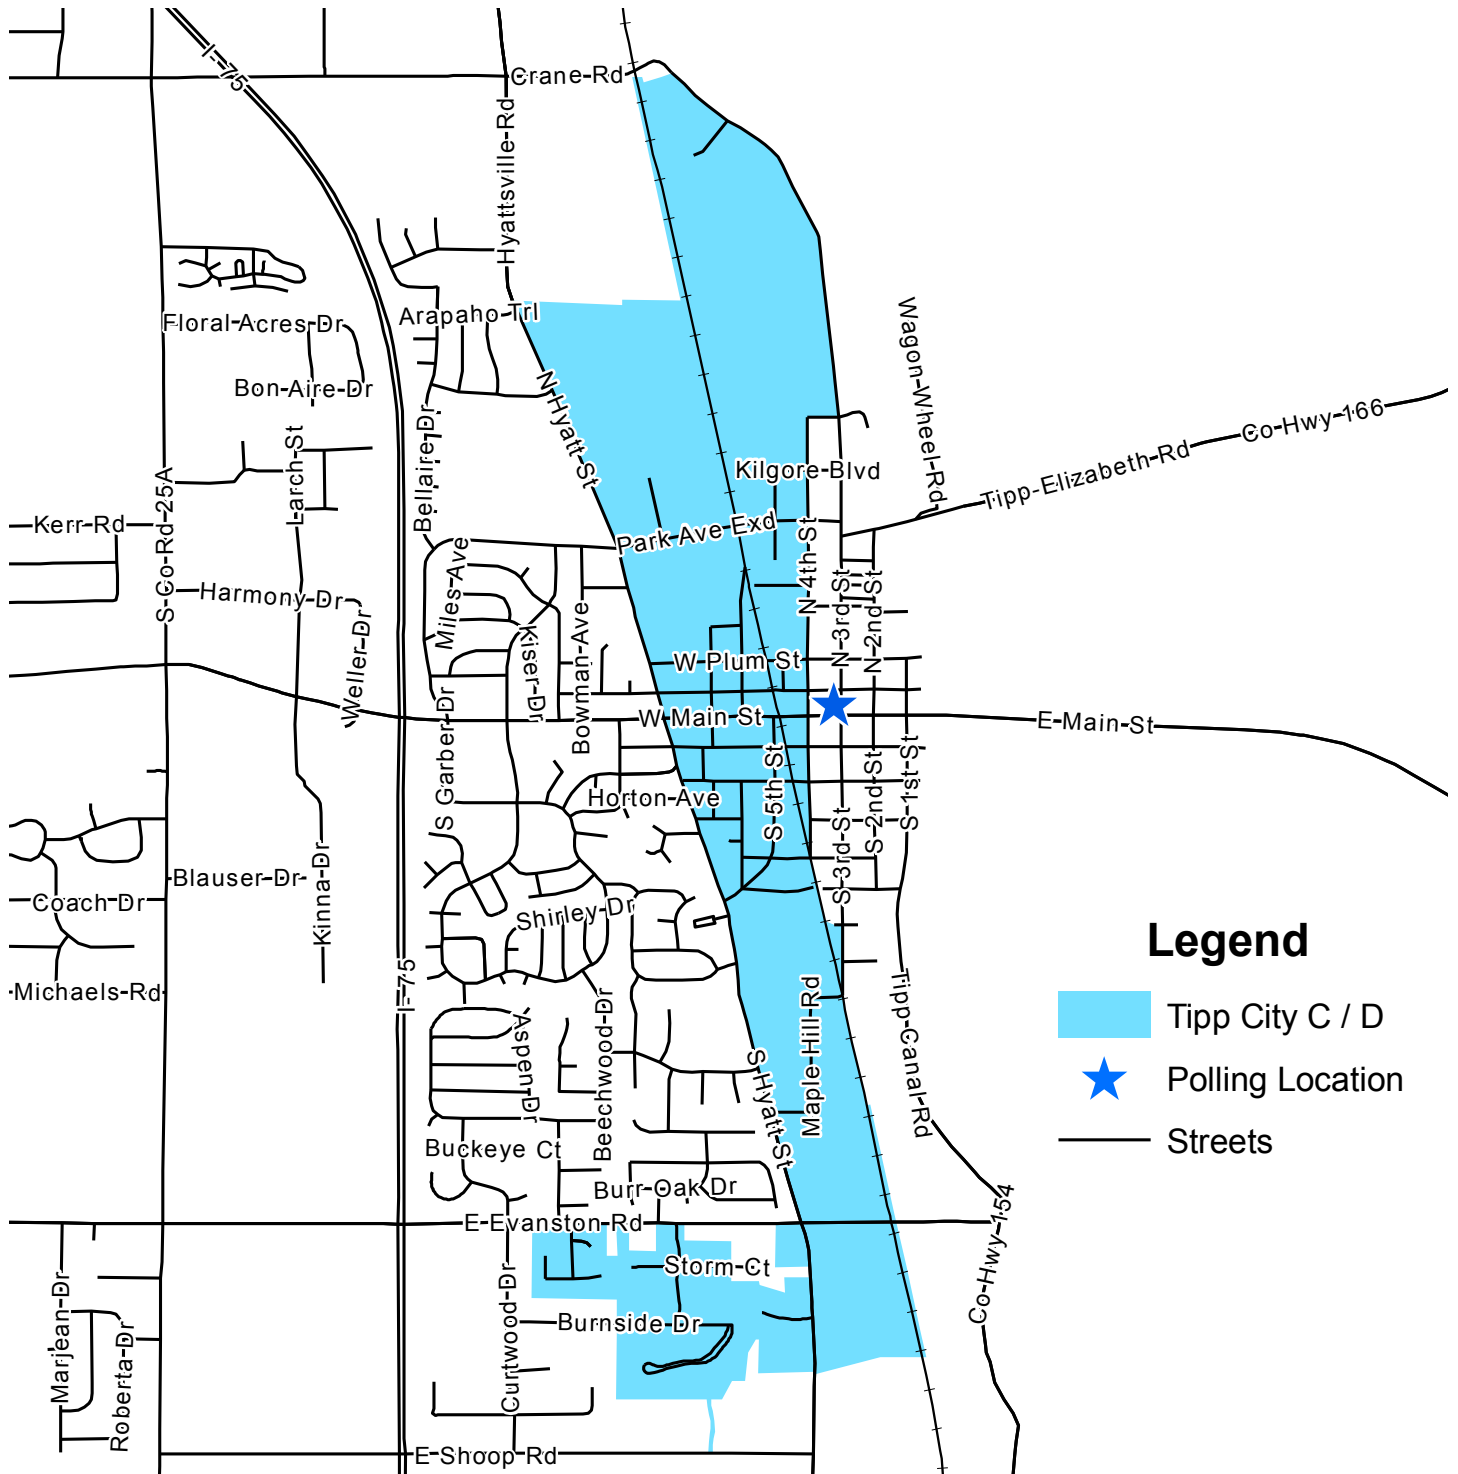 I-75
Crane Rd
Hyattsville Rd
Floral Acres Dr
Arapaho Trl
Bon-Aire Dr
N Hyatt St
Wagon-Wheel Rd
Co Hwy 166
Tipp-Elizabeth Rd
Bellaire Dr
Larch St
S Co Rd 25A
Kilgore Blvd
Kerr Rd
Park Ave Exd
N 4th St
Harmony Dr
Miles Ave
Weller Dr
Kiser Dr
Bowman Ave
N 3rd St
N 2nd St
W Plum St
W Main St
E Main St
S Garber Dr
Horton Ave
S 5th St
S 3rd St
S 2nd St
S 1st St
Blauser Dr
Coach Dr
Kinna Dr
Shirley Dr
Michaels Rd
I-75
Aspen Dr
Beechwood Dr
Maple Hill Rd
Tipp Canal Rd
S Hyatt St
Buckeye Ct
Burr Oak Dr
E Evanston Rd
Co Hwy 154
Storm Ct
Marjean Dr
Roberta Dr
Curtwood Dr
Burnside Dr
E Shoop Rd
Legend
Tipp City C / D
Polling Location
Streets